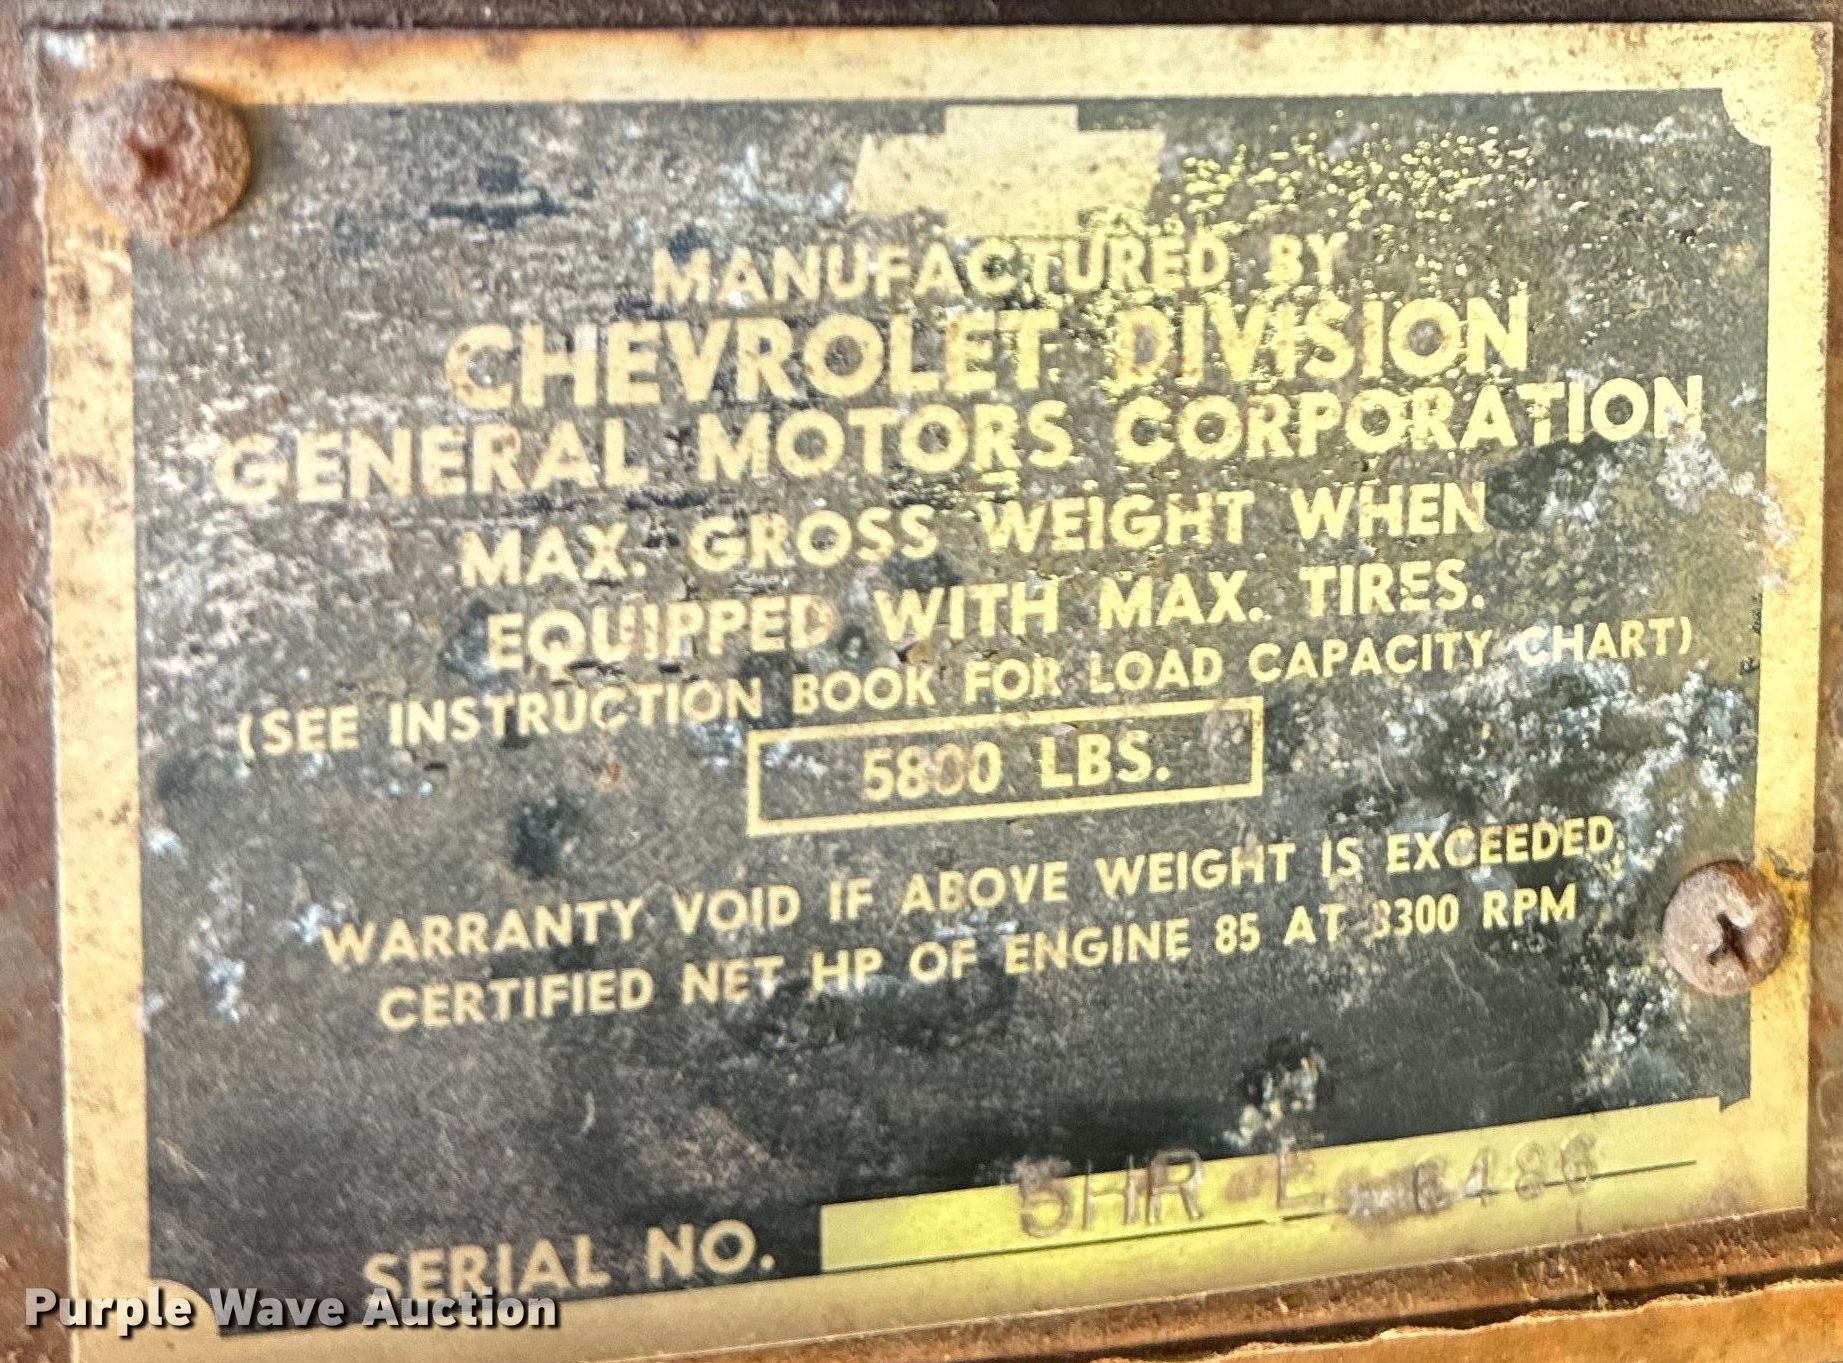 MANUFACTURED BY
CHEVROLET DIVISION
GENERAL MOTORS CORPORATION
MAX. GROSS WEIGHT WHEN
EQUIPPED WITH MAX. TIRES.
(SEE INSTRUCTION BOOK FOR LOAD CAPACITY CHART)
5800 LBS.
WARRANTY VOID IF ABOVE WEIGHT IS EXCEEDED.
CERTIFIED NET HP OF ENGINE 85 AT 3300 RPM
SERIAL NO. 5HR E 6486
Purple Wave Auction